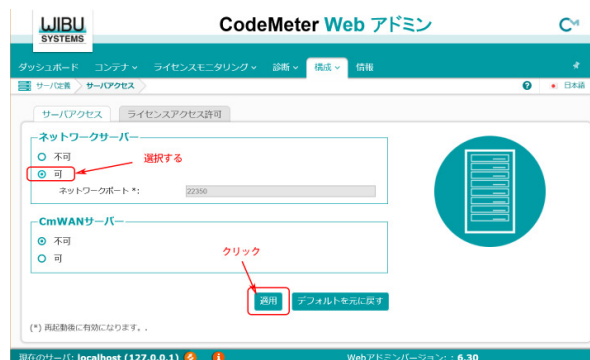 WIBU
SYSTEMS
CodeMeter Web アドミン
ダッシュボード コンテナ ライセンスモニタリング 診断 構成 情報
サーバ定義 サーバアクセス ? 日本語
サーバアクセス ライセンスアクセス許可
ネットワークサーバー
不可
可
選択する
ネットワークポート *: 22350
CmWANサーバー
不可
可
クリック
適用 デフォルトを元に戻す
(*) 再起動後に有効になります。.
現在のサーバ: localhost (127.0.0.1) Webアドミンバージョン: : 6.30